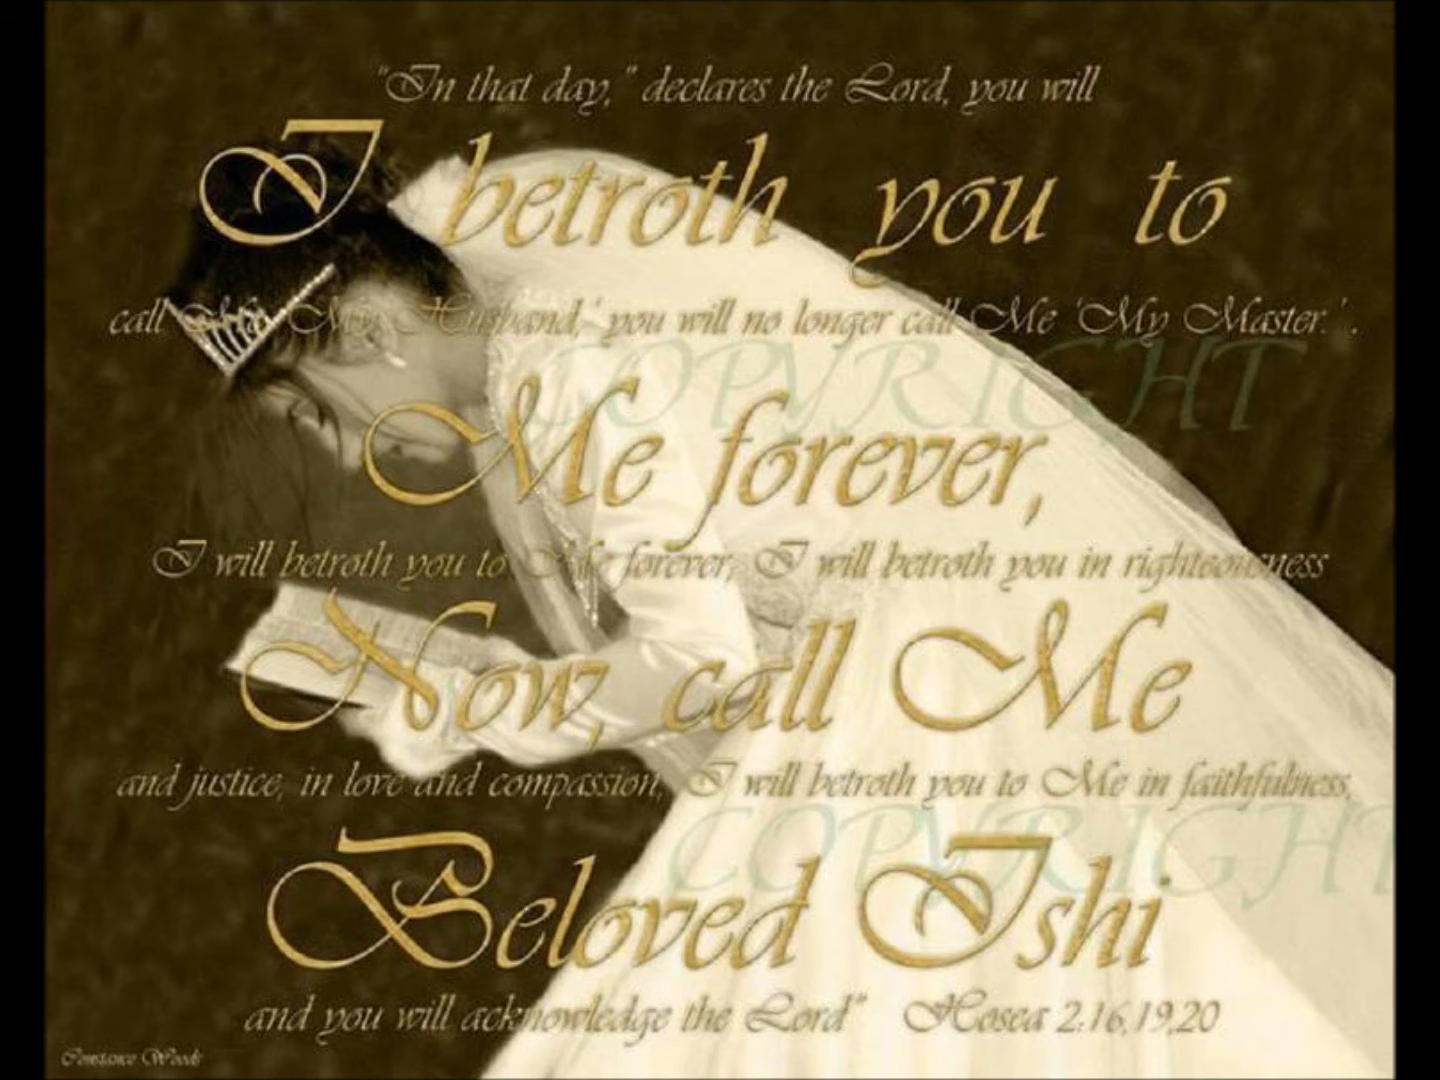 "In that day," declares the Lord, you will
I betroth you to
call Me 'My Husband,' you will no longer call Me 'My Master.' .
COPYRIGHT
Me forever,
I will betroth you to Me forever; I will betroth you in righteousness
Now, call Me
and justice, in love and compassion, I will betroth you to Me in faithfulness,
COPYRIGHT
Beloved Ishi
and you will acknowledge the Lord" Hosea 2:16,19,20
Constance Woods